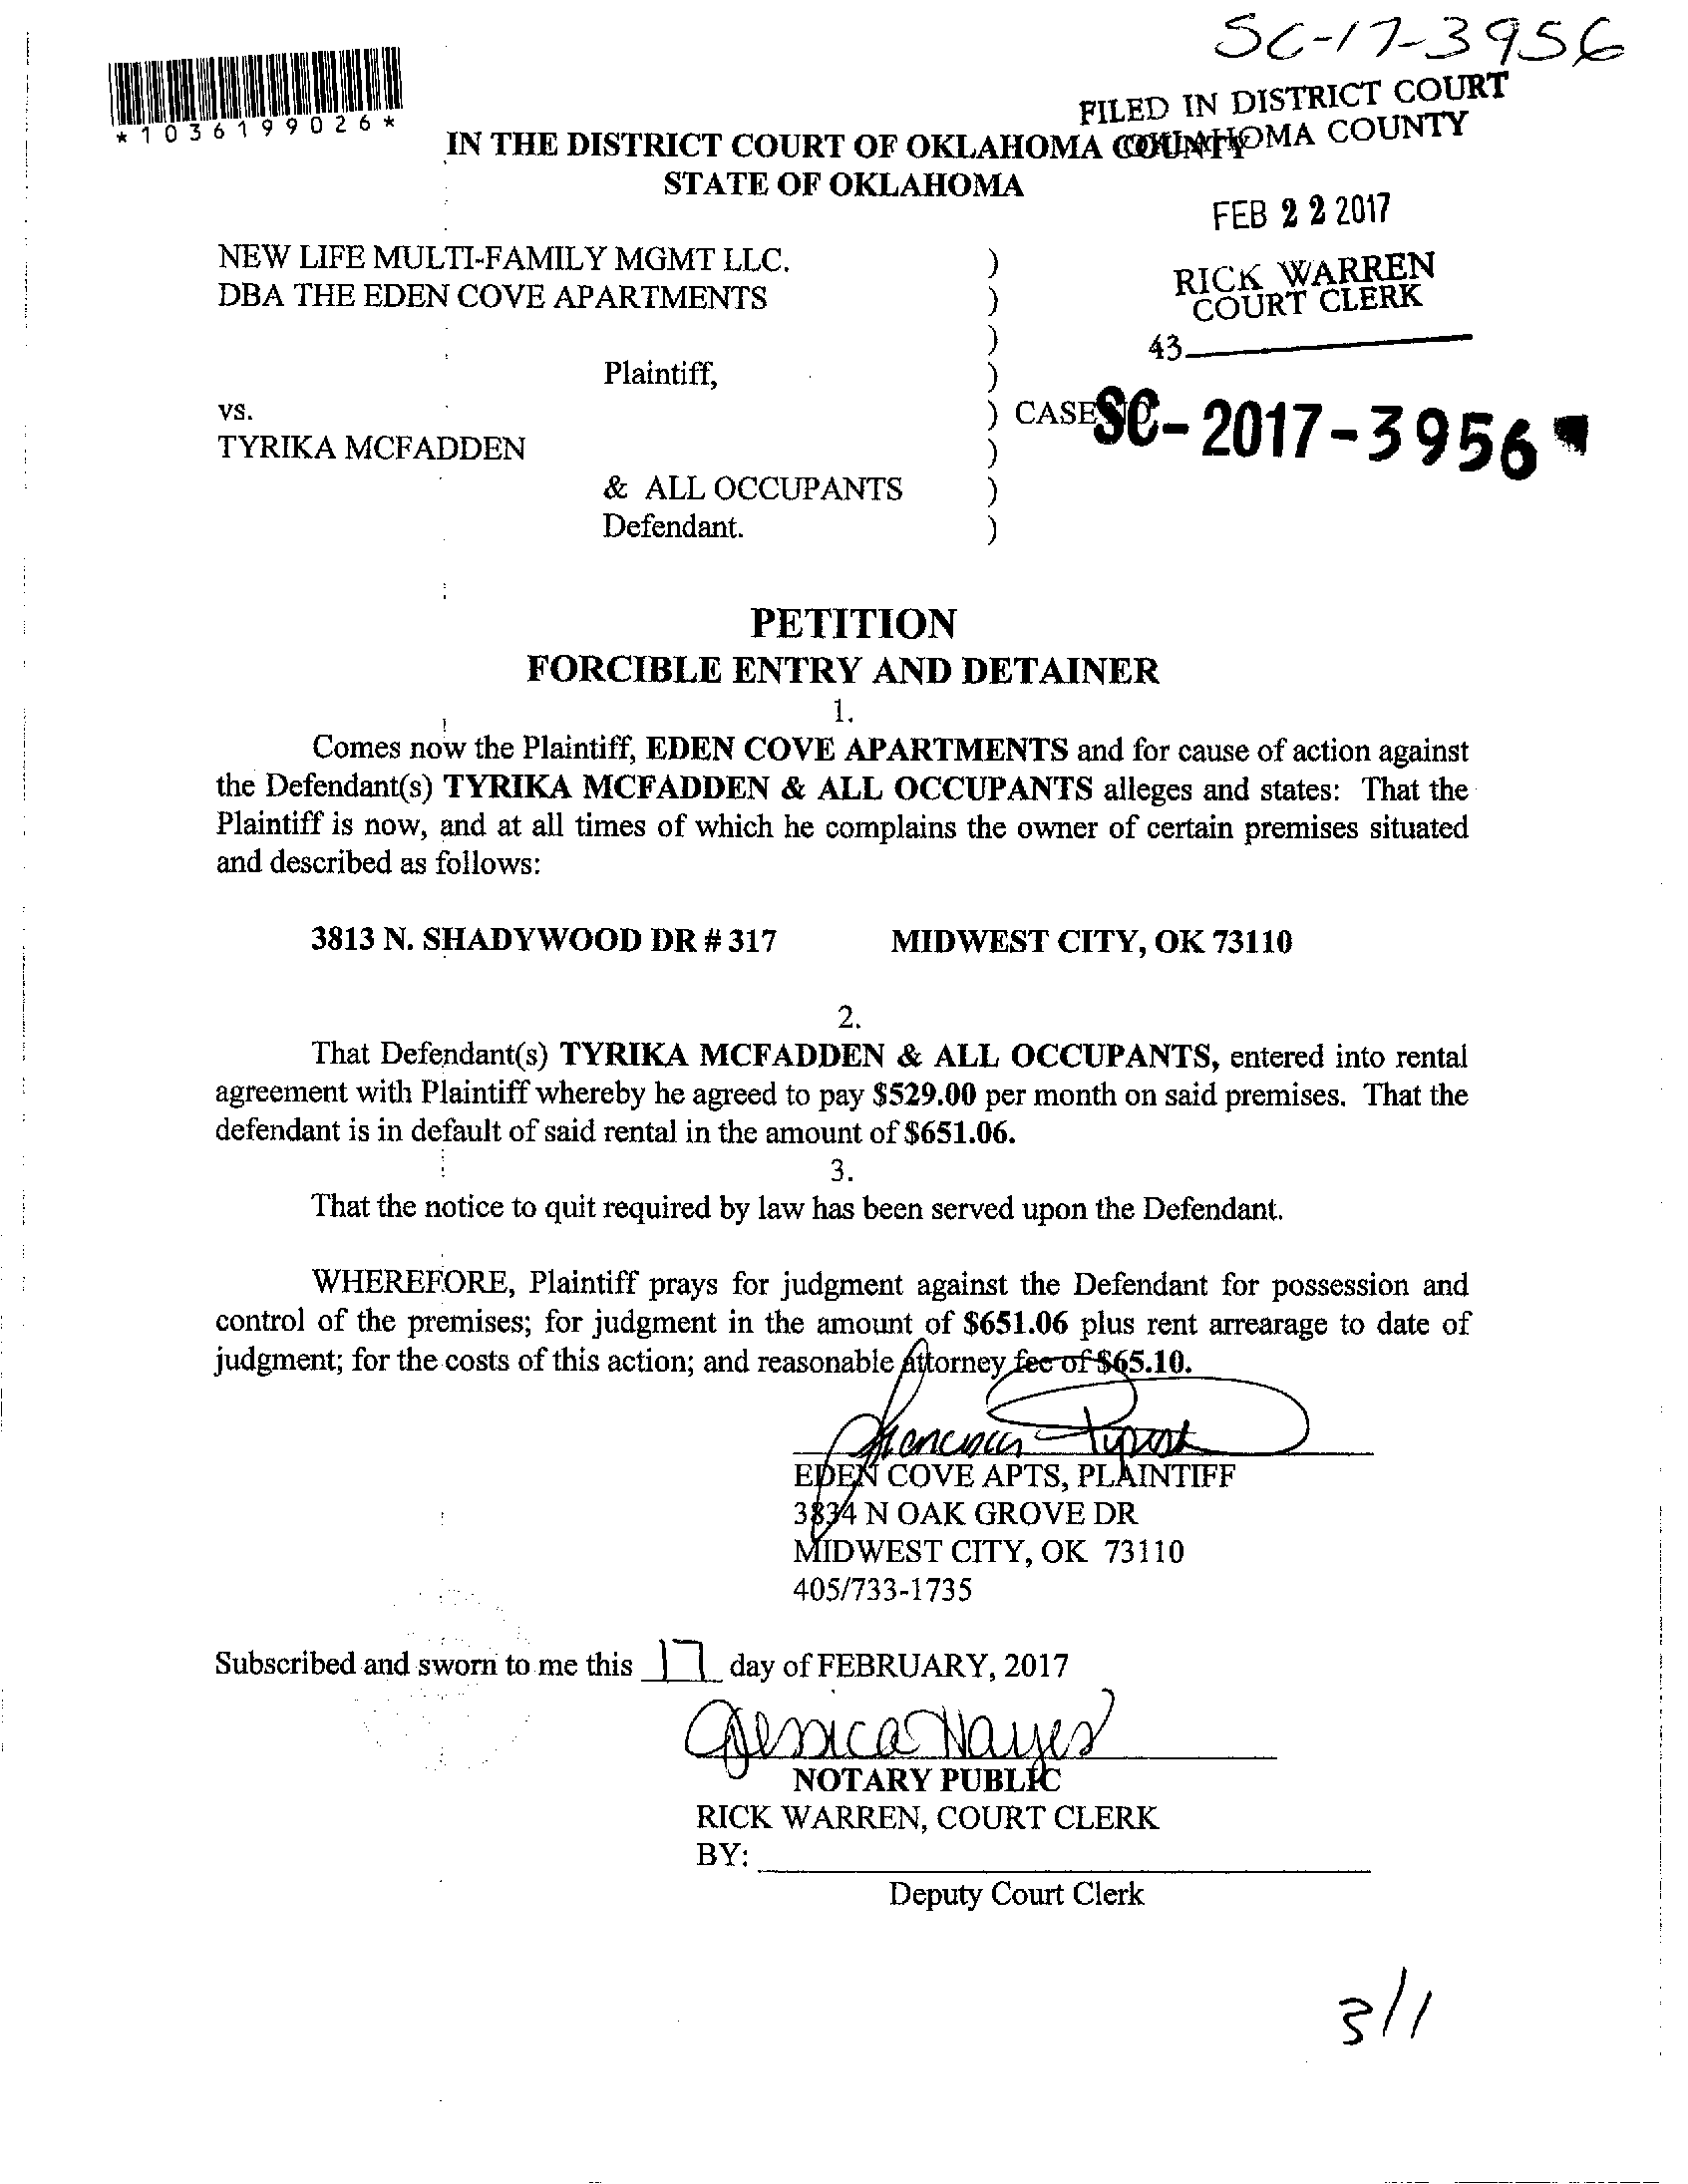 SC-17-3956
*1036199026*
FILED IN DISTRICT COURT
OKLAHOMA COUNTY
IN THE DISTRICT COURT OF OKLAHOMA COUNTY
STATE OF OKLAHOMA
FEB 22 2017
NEW LIFE MULTI-FAMILY MGMT LLC. )
DBA THE EDEN COVE APARTMENTS )
RICK WARREN
COURT CLERK
)
43
Plaintiff, )
vs. ) CASE SC-2017-3956
TYRIKA MCFADDEN )
& ALL OCCUPANTS )
Defendant. )
PETITION
FORCIBLE ENTRY AND DETAINER
1.
Comes now the Plaintiff, EDEN COVE APARTMENTS and for cause of action against
the Defendant(s) TYRIKA MCFADDEN & ALL OCCUPANTS alleges and states: That the
Plaintiff is now, and at all times of which he complains the owner of certain premises situated
and described as follows:
3813 N. SHADYWOOD DR # 317 MIDWEST CITY, OK 73110
2.
That Defendant(s) TYRIKA MCFADDEN & ALL OCCUPANTS, entered into rental
agreement with Plaintiff whereby he agreed to pay $529.00 per month on said premises. That the
defendant is in default of said rental in the amount of $651.06.
3.
That the notice to quit required by law has been served upon the Defendant.
WHEREFORE, Plaintiff prays for judgment against the Defendant for possession and
control of the premises; for judgment in the amount of $651.06 plus rent arrearage to date of
judgment; for the costs of this action; and reasonable attorney fee of $65.10.
EDEN COVE APTS, PLAINTIFF
3834 N OAK GROVE DR
MIDWEST CITY, OK 73110
405/733-1735
Subscribed and sworn to me this 17 day of FEBRUARY, 2017
Jessica Hayes
NOTARY PUBLIC
RICK WARREN, COURT CLERK
BY:
Deputy Court Clerk
3/1